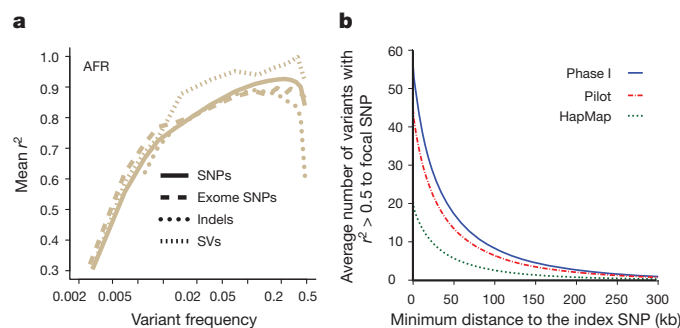 a
AFR
Mean r²
1.0
0.9
0.8
0.7
0.6
0.5
0.4
0.3
0.002
0.005
0.02
0.05
0.2
0.5
Variant frequency
SNPs
Exome SNPs
Indels
SVs
b
Average number of variants with
r² > 0.5 to focal SNP
60
50
40
30
20
10
0
0
50
100
150
200
250
300
Minimum distance to the index SNP (kb)
Phase I
Pilot
HapMap